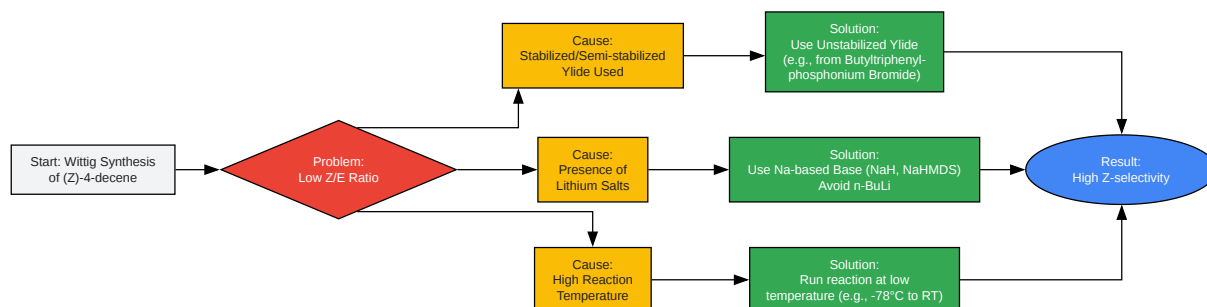 Start: Wittig Synthesis
of (Z)-4-decene
Problem:
Low Z/E Ratio
Cause:
Stabilized/Semi-stabilized
Ylide Used
Solution:
Use Unstabilized Ylide
(e.g., from Butyltriphenyl-
phosphonium Bromide)
Cause:
Presence of
Lithium Salts
Solution:
Use Na-based Base (NaH, NaHMDS)
Avoid n-BuLi
Cause:
High Reaction
Temperature
Solution:
Run reaction at low
temperature (e.g., -78°C to RT)
Result:
High Z-selectivity